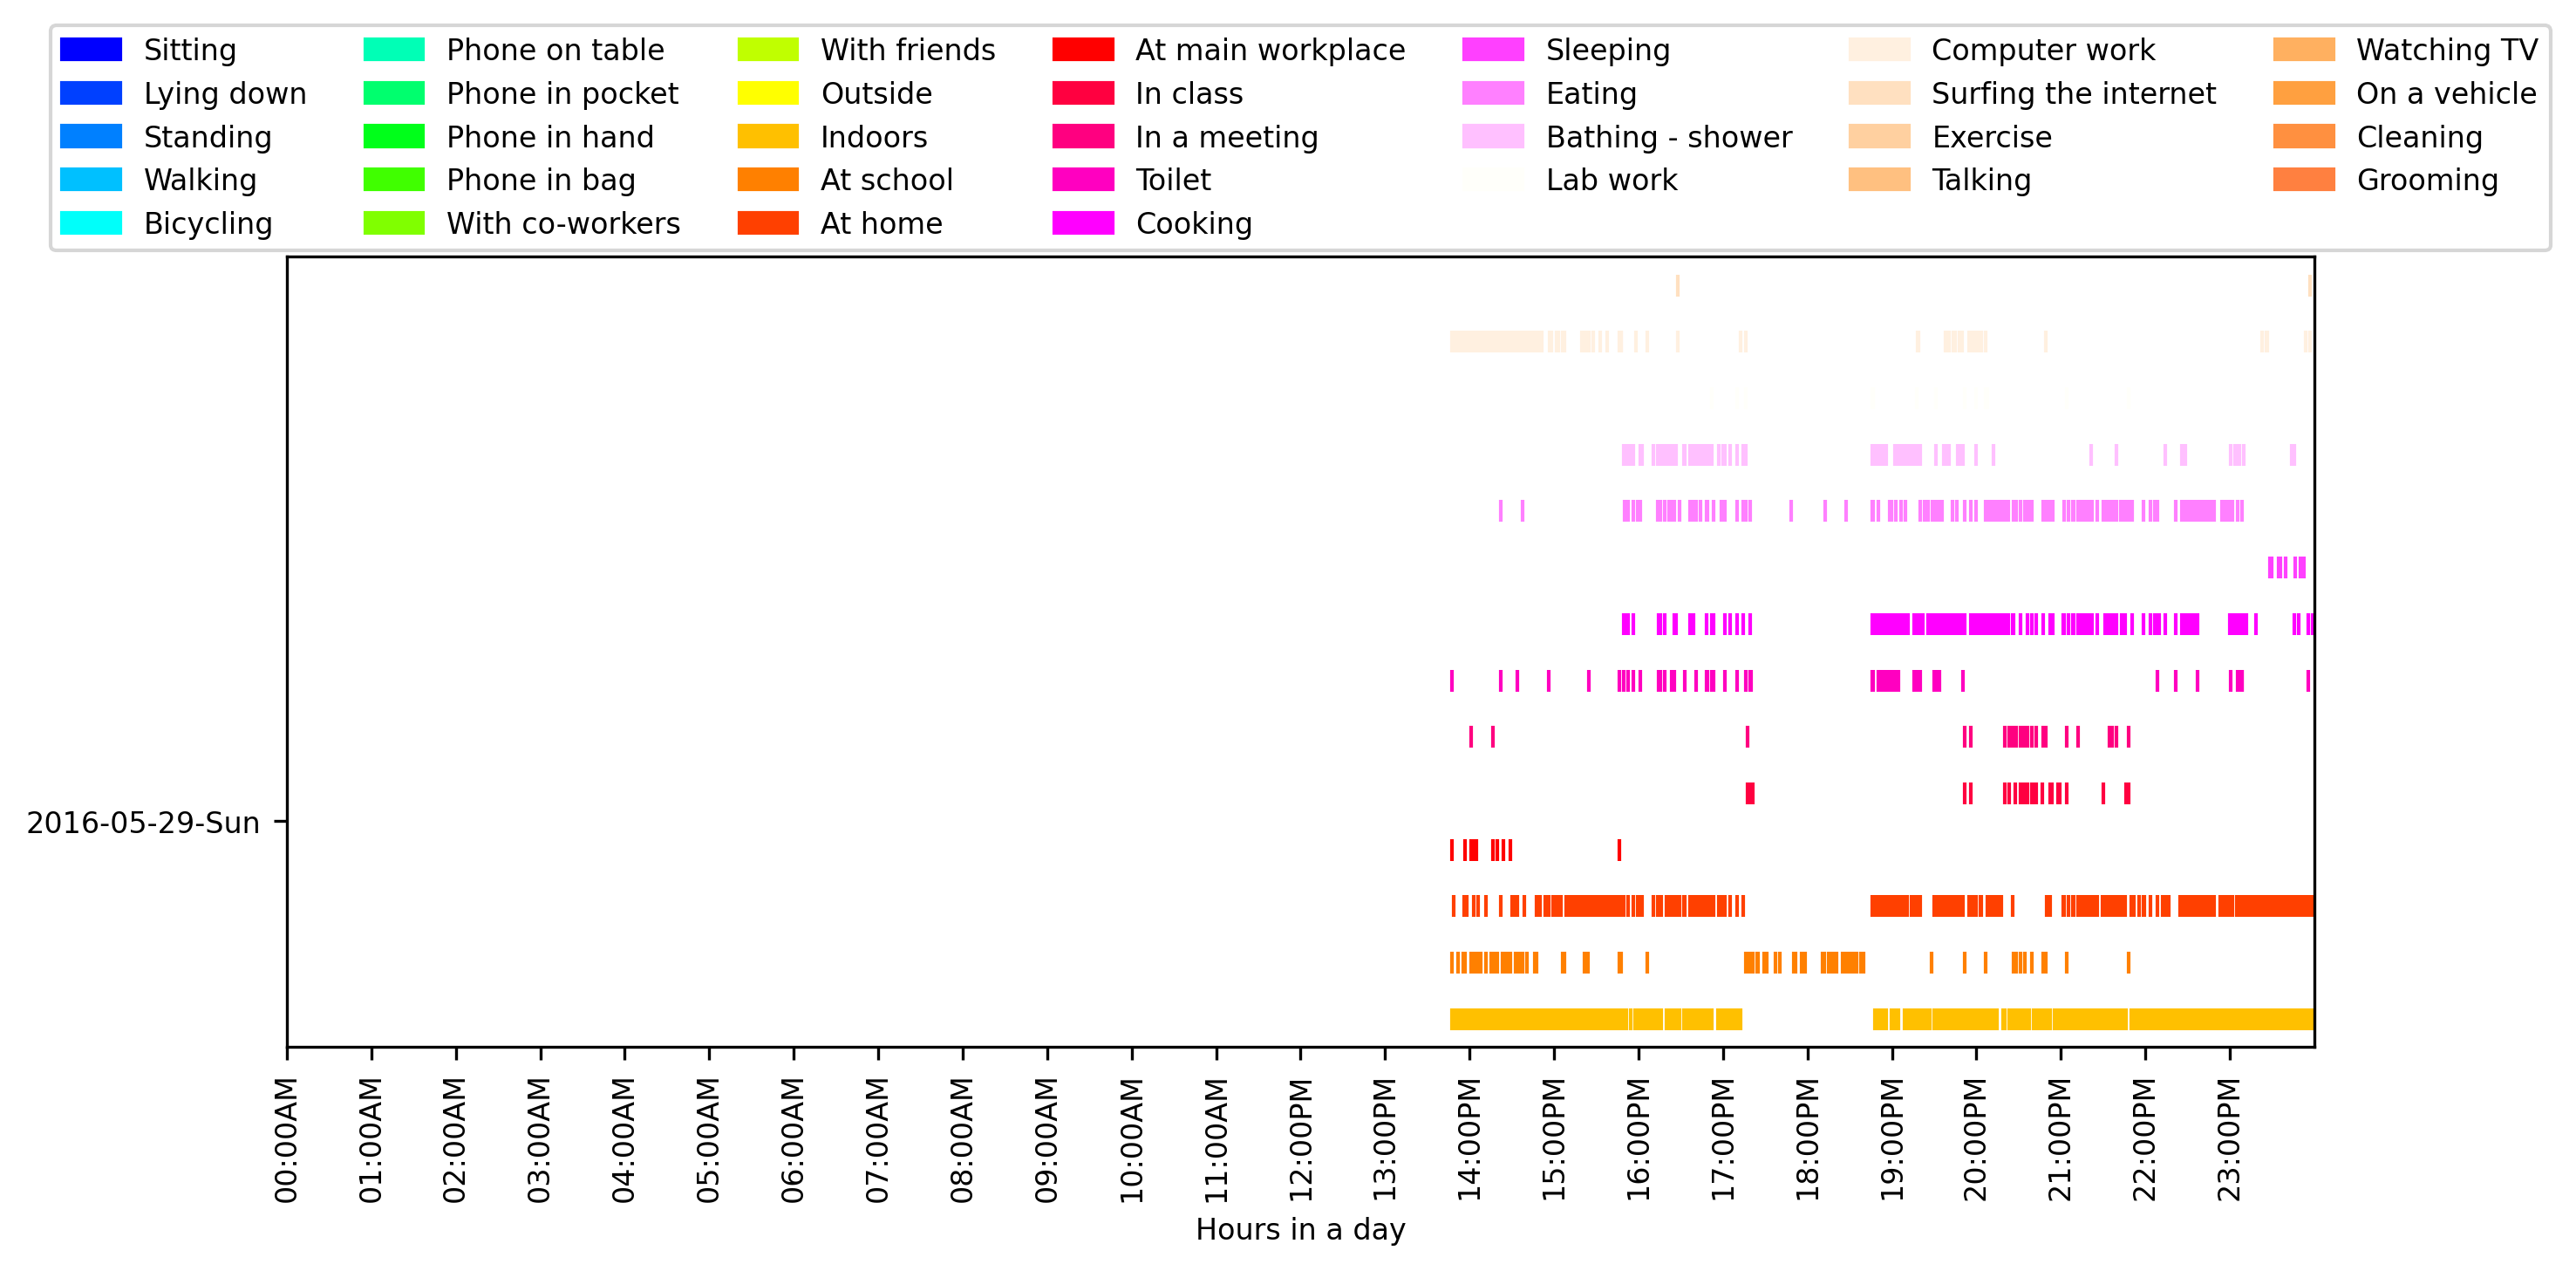 Sitting Phone on table With friends At main workplace Sleeping Computer work Watching TV
Lying down Phone in pocket Outside In class Eating Surfing the internet On a vehicle
Standing Phone in hand Indoors In a meeting Bathing - shower Exercise Cleaning
Walking Phone in bag At school Toilet Lab work Talking Grooming
Bicycling With co-workers At home Cooking
2016-05-29-Sun
00:00AM
01:00AM
02:00AM
03:00AM
04:00AM
05:00AM
06:00AM
07:00AM
08:00AM
09:00AM
10:00AM
11:00AM
12:00PM
13:00PM
14:00PM
15:00PM
16:00PM
17:00PM
18:00PM
19:00PM
20:00PM
21:00PM
22:00PM
23:00PM
Hours in a day